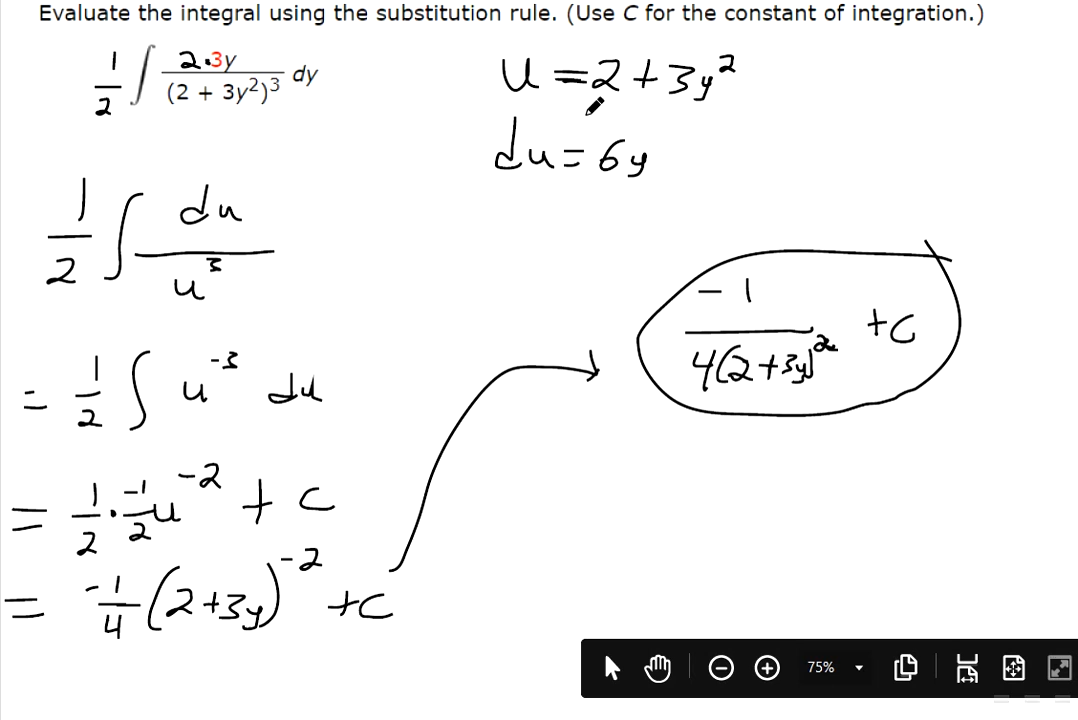 Evaluate the integral using the substitution rule. (Use C for the constant of integration.)
1/2 ∫ 2·3y/(2 + 3y²)³ dy
u = 2 + 3y²
du = 6y
1/2 ∫ du/u³
= 1/2 ∫ u⁻³ du
= 1/2 · -1/2 u⁻² + C
= -1/4 (2+3y)⁻² + C
-1/4(2+3y)² + C
75%